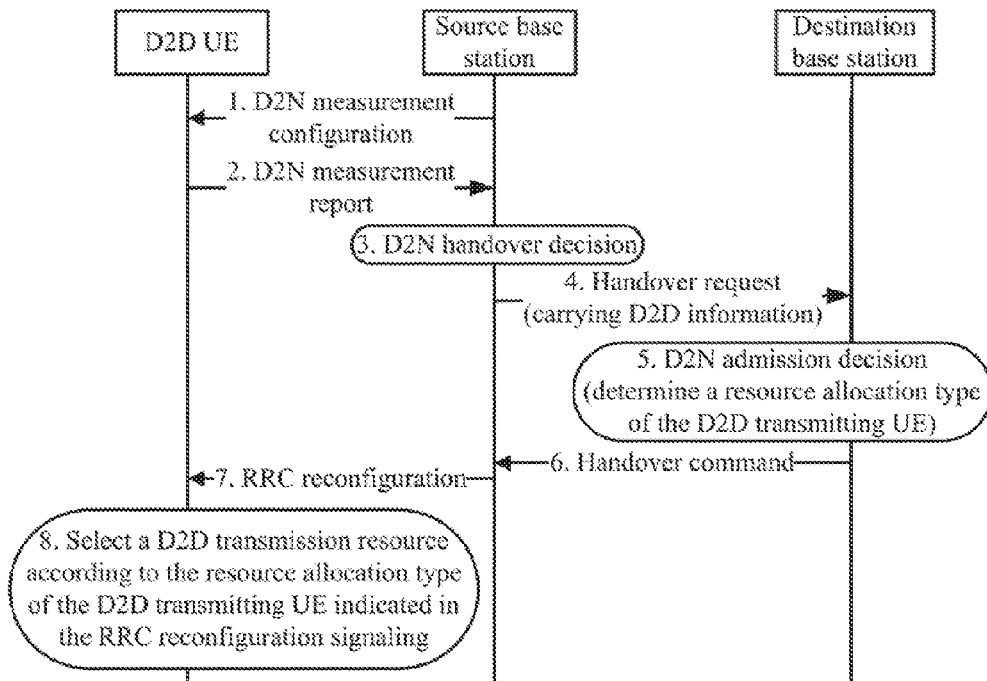 D2D UE
Source base
station
Destination
base station
1. D2N measurement
configuration
2. D2N measurement
report
3. D2N handover decision
4. Handover request
(carrying D2D information)
5. D2N admission decision
(determine a resource allocation type
of the D2D transmitting UE)
6. Handover command
7. RRC reconfiguration
8. Select a D2D transmission resource
according to the resource allocation type
of the D2D transmitting UE indicated in
the RRC reconfiguration signaling